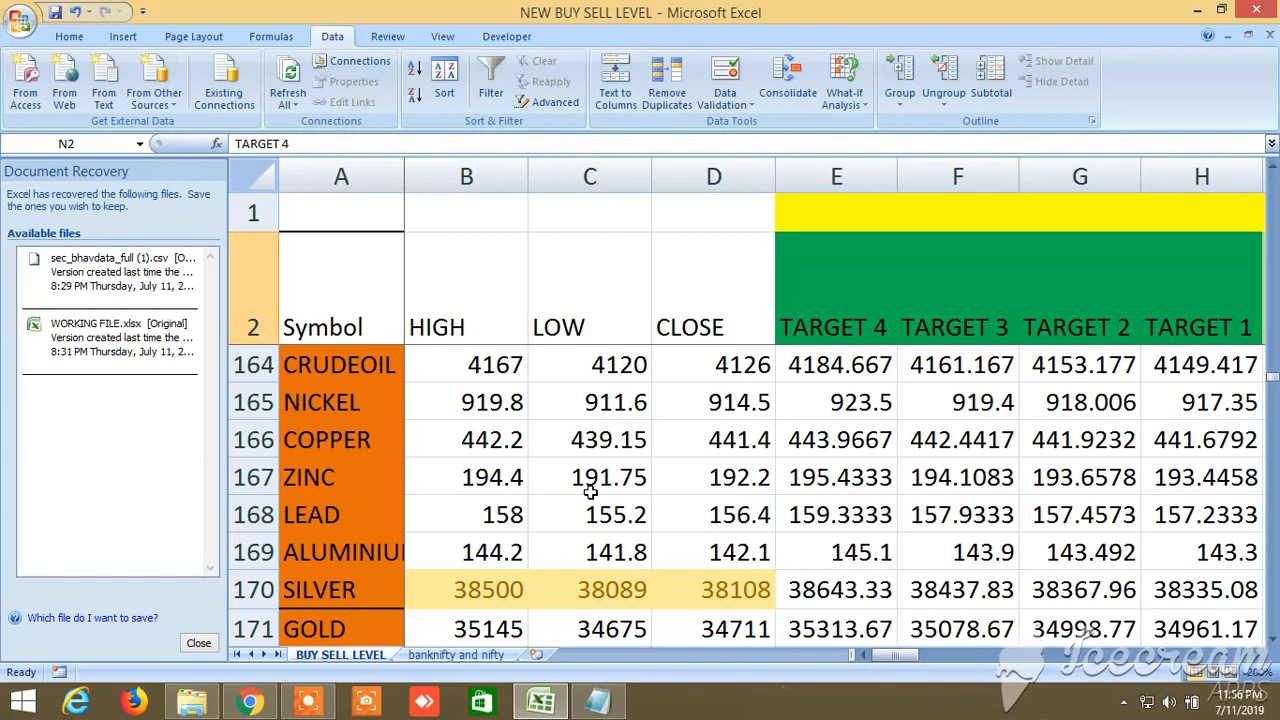 NEW BUY SELL LEVEL - Microsoft Excel
Home Insert Page Layout Formulas Data Review View Developer
From Access
From Web
From Text
From Other Sources
Existing Connections
Get External Data
Refresh All
Connections
Properties
Edit Links
Connections
Sort
Filter
Clear
Reapply
Advanced
Sort & Filter
Text to Columns
Remove Duplicates
Data Validation
Consolidate
What-If Analysis
Data Tools
Group
Ungroup
Subtotal
Show Detail
Hide Detail
Outline
N2 fx TARGET 4
Document Recovery
Excel has recovered the following files. Save
the ones you wish to keep.
Available files
sec_bhavdata_full (1).csv [O...
Version created last time the ...
8:29 PM Thursday, July 11, 2...
WORKING FILE.xlsx [Original]
Version created last time the ...
8:31 PM Thursday, July 11, 2...
Which file do I want to save?
Close
A B C D E F G H
1
2 Symbol HIGH LOW CLOSE TARGET 4 TARGET 3 TARGET 2 TARGET 1
164 CRUDEOIL 4167 4120 4126 4184.667 4161.167 4153.177 4149.417
165 NICKEL 919.8 911.6 914.5 923.5 919.4 918.006 917.35
166 COPPER 442.2 439.15 441.4 443.9667 442.4417 441.9232 441.6792
167 ZINC 194.4 191.75 192.2 195.4333 194.1083 193.6578 193.4458
168 LEAD 158 155.2 156.4 159.3333 157.9333 157.4573 157.2333
169 ALUMINIU 144.2 141.8 142.1 145.1 143.9 143.492 143.3
170 SILVER 38500 38089 38108 38643.33 38437.83 38367.96 38335.08
171 GOLD 35145 34675 34711 35313.67 35078.67 34998.77 34961.17
BUY SELL LEVEL banknifty and nifty
Ready 200%
Icecream
APPS
11:56 PM
7/11/2019